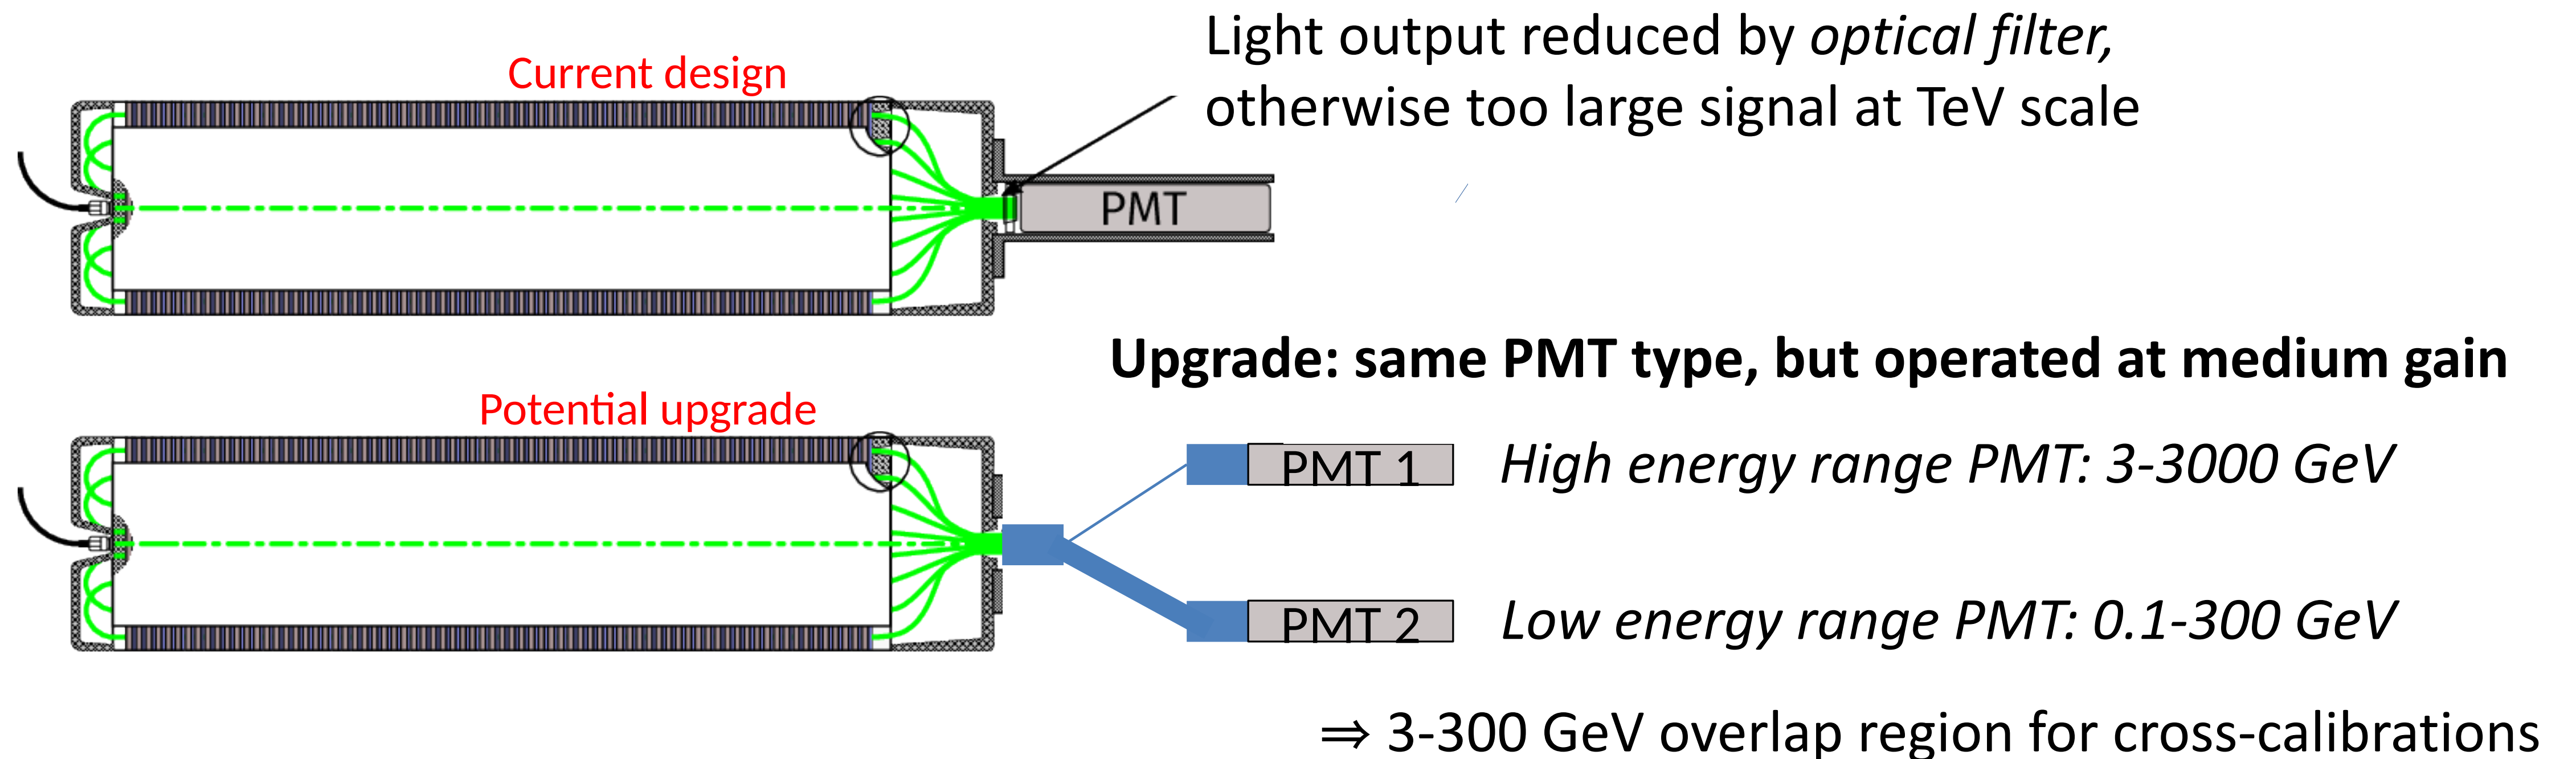 Light output reduced by optical filter,
Current design
otherwise too large signal at TeV scale
PMT
Upgrade: same PMT type, but operated at medium gain
Potential upgrade
PMT 1 High energy range PMT: 3-3000 GeV
PMT 2 Low energy range PMT: 0.1-300 GeV
⇒ 3-300 GeV overlap region for cross-calibrations